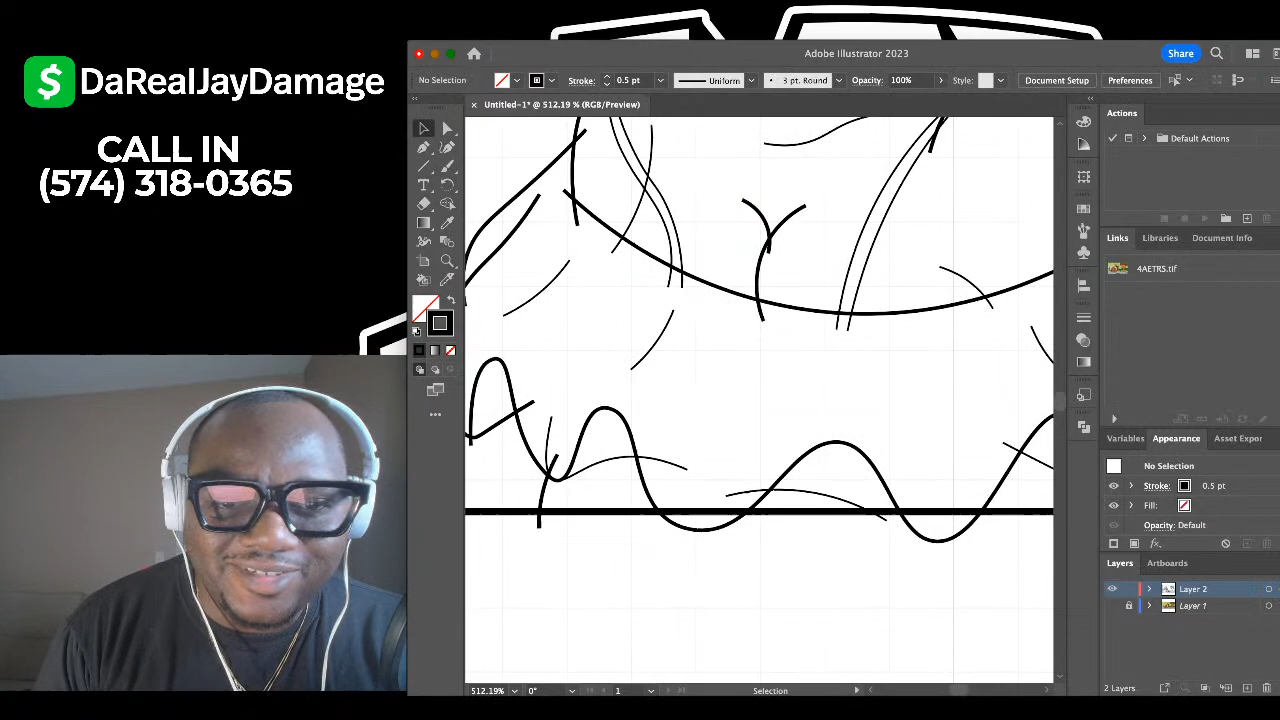 $ DaRealJayDamage
CALL IN
(574) 318-0365
Adobe Illustrator 2023
Share
No Selection
Stroke:
0.5 pt
Uniform
3 pt. Round
Opacity:
100%
Style:
Document Setup
Preferences
Untitled-1* @ 512.19 % (RGB/Preview)
Actions
Default Actions
Links
Libraries
Document Info
4AETRS.tif
Variables
Appearance
Asset Expor
No Selection
Stroke:
0.5 pt
Fill:
Opacity: Default
fx.
Layers
Artboards
Layer 2
Layer 1
512.19%
0°
1
Selection
2 Layers